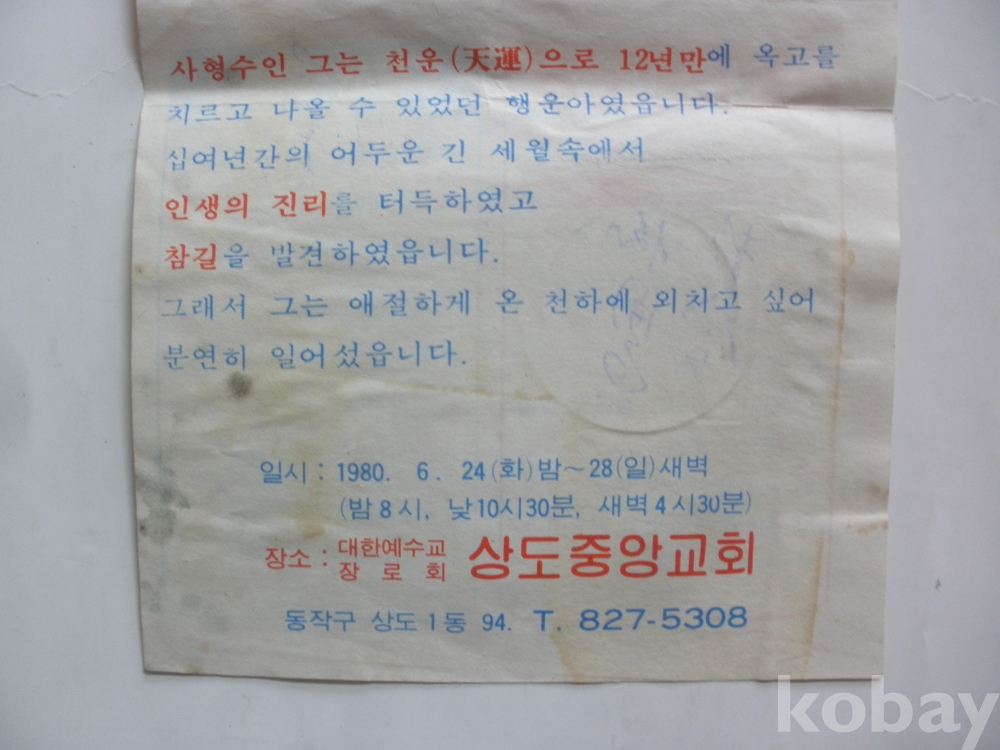 사형수인 그는 천운(天運)으로 12년만에 옥고를
치르고 나올 수 있었던 행운아였읍니다.
십여년간의 어두운 긴 세월속에서
인생의 진리를 터득하였고
참길을 발견하였읍니다.
그래서 그는 애절하게 온 천하에 외치고 싶어
분연히 일어섰읍니다.
일시 : 1980. 6. 24(화)밤~28(일)새벽
(밤 8시, 낮10시30분, 새벽 4시30분)
장소 : 대한예수교 장로회 상도중앙교회
동작구 상도 1동 94. T. 827-5308
kobay